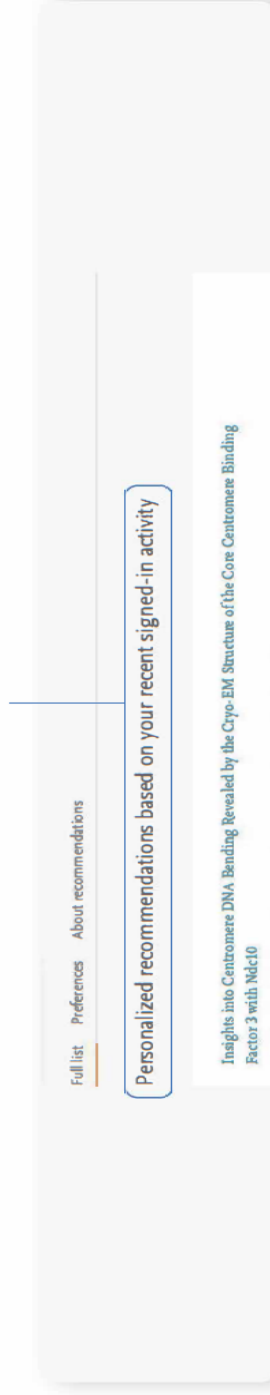 Full list Preferences About recommendations
Personalized recommendations based on your recent signed-in activity
Insights into Centromere DNA Bending Revealed by the Cryo-EM Structure of the Core Centromere Binding
Factor 3 with Ndc10